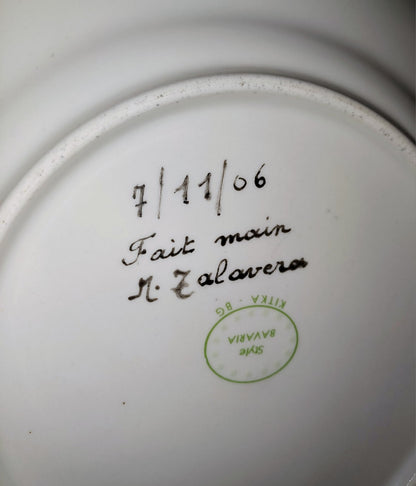 7/11/06
Fait main
M. Zalavera
KITKA - BG
Style
BAVARIA